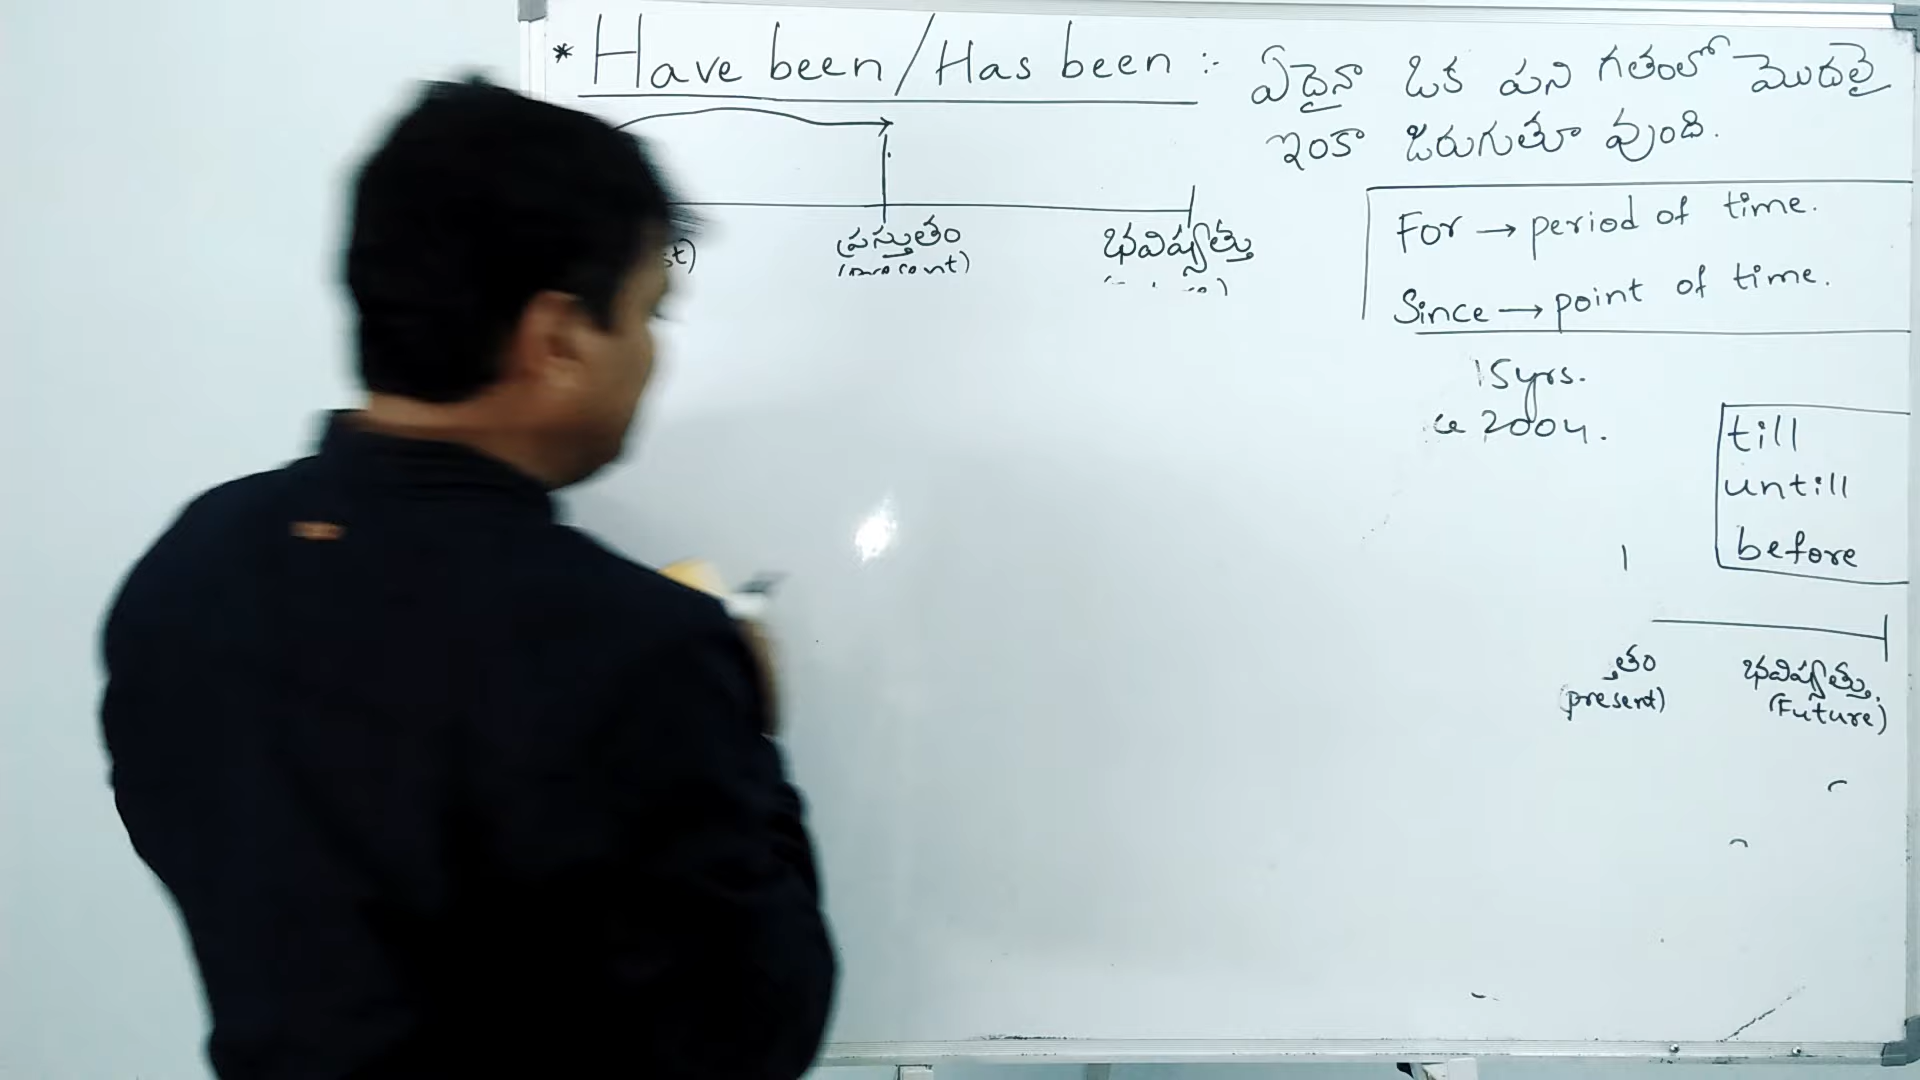 * Have been / Has been :- ఏదైనా ఒక పని గతంలో మొదలై
ఇంకా జరుగుతూ వుంది.
For → period of time.
Since → point of time.
ప్రస్తుతం
భవిష్యత్తు
15yrs.
2004.
till
untill
before
భవిష్యత్తు
(present)
(Future)